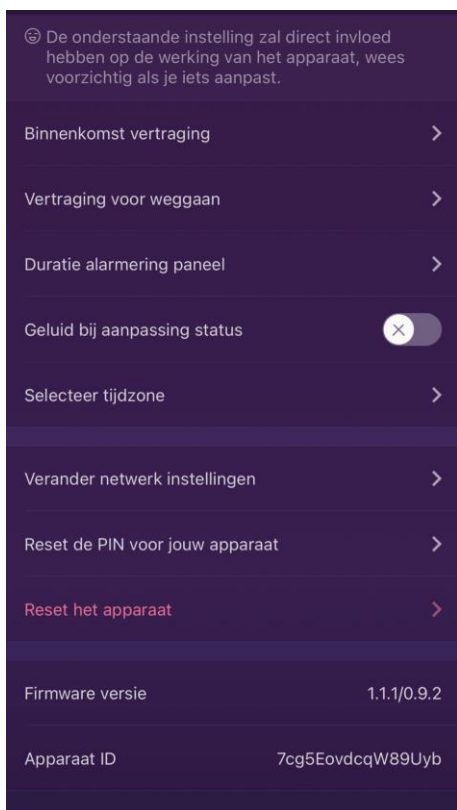 De onderstaande instelling zal direct invloed
hebben op de werking van het apparaat, wees
voorzichtig als je iets aanpast.
Binnenkomst vertraging
Vertraging voor weggaan
Duratie alarmering paneel
Geluid bij aanpassing status
Selecteer tijdzone
Verander netwerk instellingen
Reset de PIN voor jouw apparaat
Reset het apparaat
Firmware versie 1.1.1/0.9.2
Apparaat ID 7cg5EovdcqW89Uyb